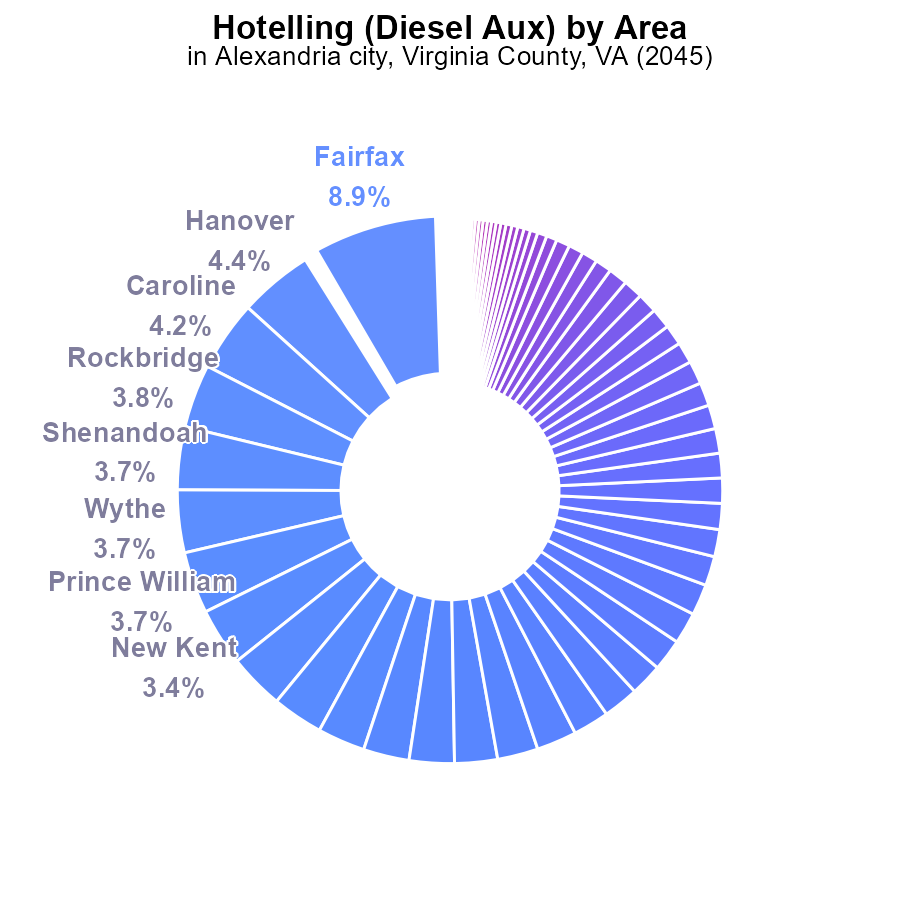 Hotelling (Diesel Aux) by Area
in Alexandria city, Virginia County, VA (2045)
Fairfax
8.9%
Hanover
4.4%
Caroline
4.2%
Rockbridge
3.8%
Shenandoah
3.7%
Wythe
3.7%
Prince William
3.7%
New Kent
3.4%